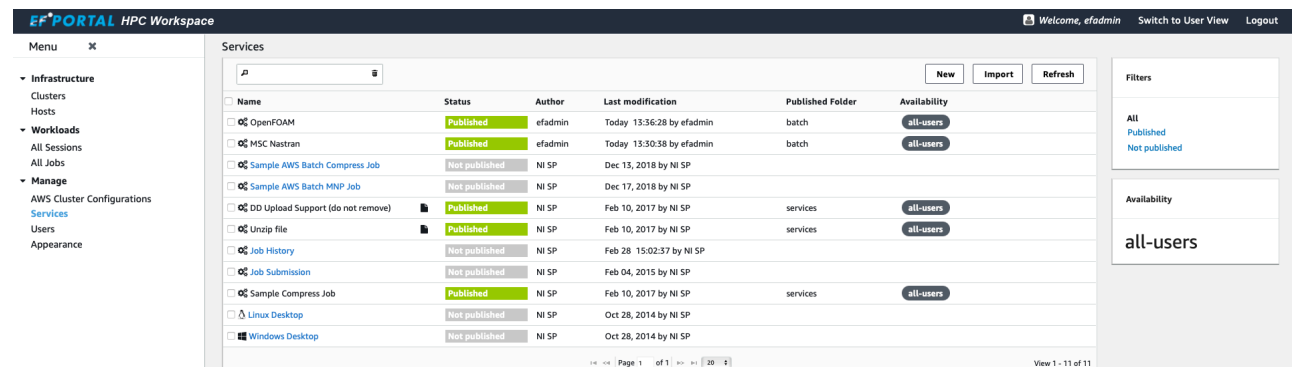 EF PORTAL HPC Workspace
Welcome, efadmin Switch to User View Logout
Menu
Services
Infrastructure
Clusters
Hosts
Workloads
All Sessions
All Jobs
Manage
AWS Cluster Configurations
Services
Users
Appearance
New Import Refresh
Name Status Author Last modification Published Folder Availability
OpenFOAM Published efadmin Today 13:36:28 by efadmin batch all-users
MSC Nastran Published efadmin Today 13:30:38 by efadmin batch all-users
Sample AWS Batch Compress Job Not published NI SP Dec 13, 2018 by NI SP
Sample AWS Batch MNP Job Not published NI SP Dec 17, 2018 by NI SP
DD Upload Support (do not remove) Published NI SP Feb 10, 2017 by NI SP services all-users
Unzip file Published NI SP Feb 10, 2017 by NI SP services all-users
Job History Not published NI SP Feb 28 15:02:37 by NI SP
Job Submission Not published NI SP Feb 04, 2015 by NI SP
Sample Compress Job Published NI SP Feb 10, 2017 by NI SP services all-users
Linux Desktop Not published NI SP Oct 28, 2014 by NI SP
Windows Desktop Not published NI SP Oct 28, 2014 by NI SP
Page 1 of 1 20 View 1 - 11 of 11
Filters
All
Published
Not published
Availability
all-users